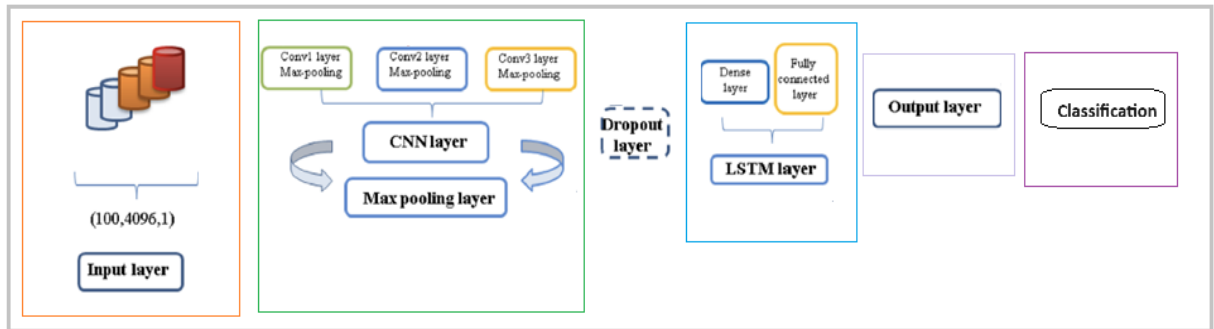 (100,4096,1)
Input layer
Conv1 layer
Max-pooling
Conv2 layer
Max-pooling
Conv3 layer
Max-pooling
CNN layer
Max pooling layer
Dropout
layer
Dense
layer
Fully
connected
layer
LSTM layer
Output layer
Classification